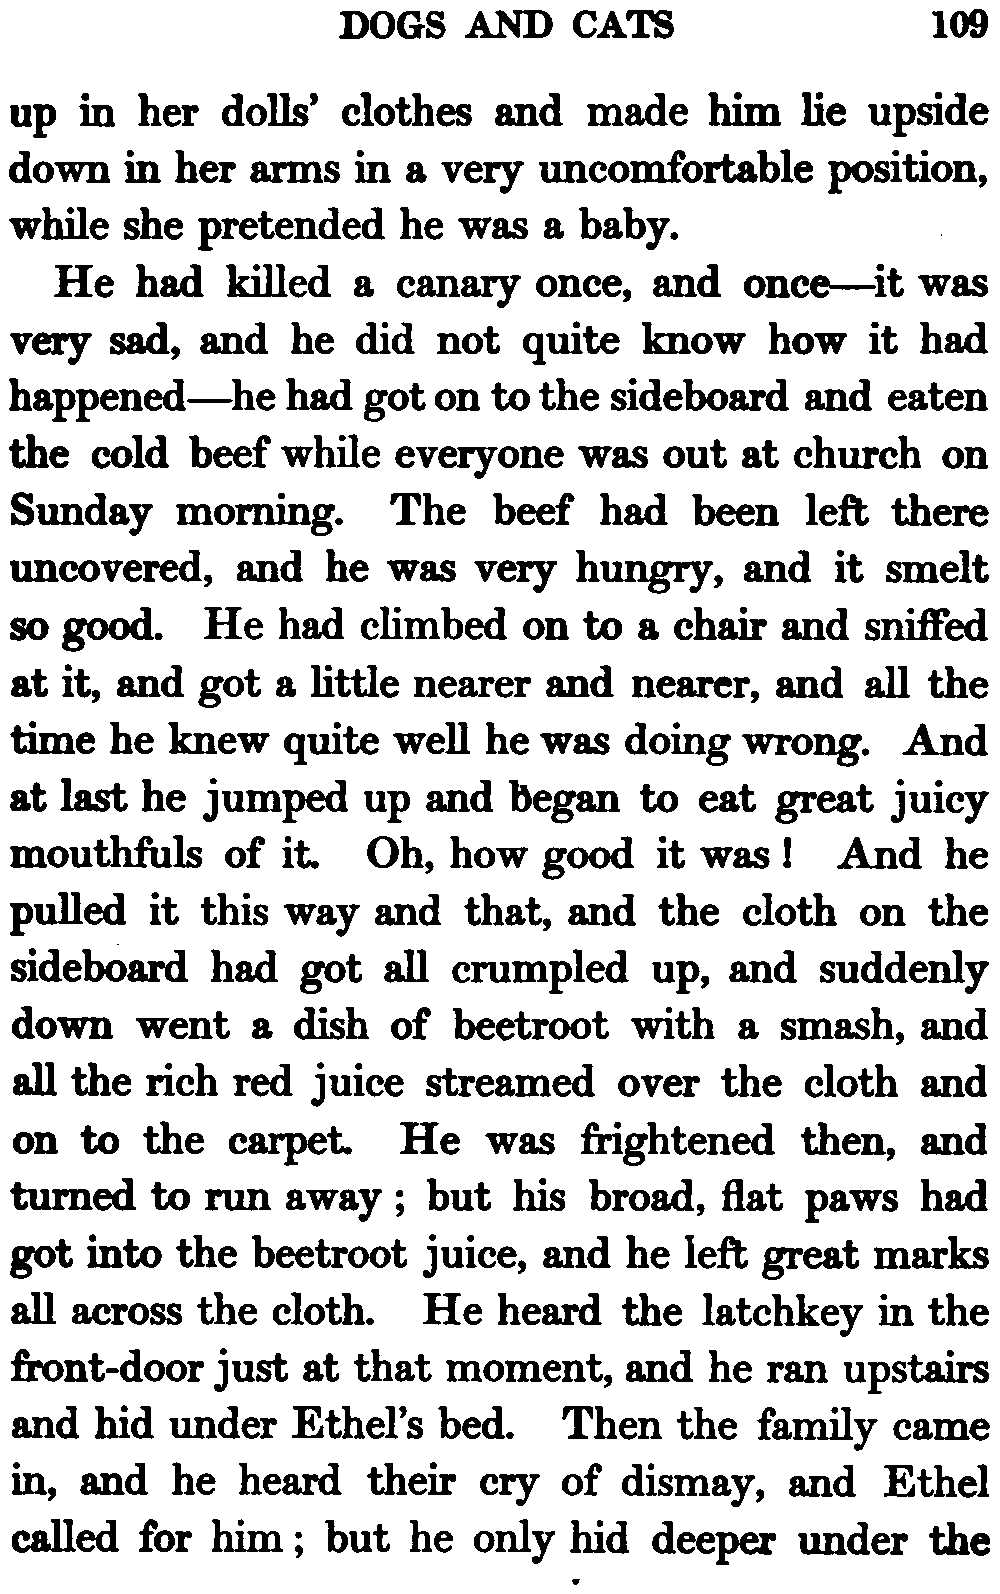 DOGS AND CATS 109
up in her dolls' clothes and made him lie upside
down in her arms in a very uncomfortable position,
while she pretended he was a baby.
He had killed a canary once, and once—it was
very sad, and he did not quite know how it had
happened—he had got on to the sideboard and eaten
the cold beef while everyone was out at church on
Sunday morning. The beef had been left there
uncovered, and he was very hungry, and it smelt
so good. He had climbed on to a chair and sniffed
at it, and got a little nearer and nearer, and all the
time he knew quite well he was doing wrong. And
at last he jumped up and began to eat great juicy
mouthfuls of it. Oh, how good it was ! And he
pulled it this way and that, and the cloth on the
sideboard had got all crumpled up, and suddenly
down went a dish of beetroot with a smash, and
all the rich red juice streamed over the cloth and
on to the carpet. He was frightened then, and
turned to run away ; but his broad, flat paws had
got into the beetroot juice, and he left great marks
all across the cloth. He heard the latchkey in the
front-door just at that moment, and he ran upstairs
and hid under Ethel's bed. Then the family came
in, and he heard their cry of dismay, and Ethel
called for him ; but he only hid deeper under the